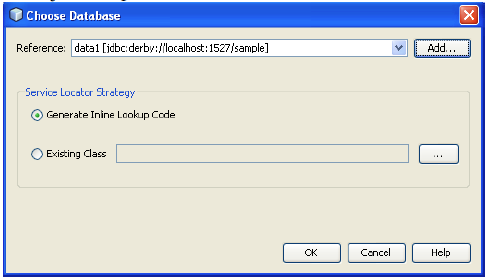 Choose Database
Reference: data1 [jdbc:derby://localhost:1527/sample] Add...
Service Locator Strategy
Generate Inline Lookup Code
Existing Class ...
OK Cancel Help